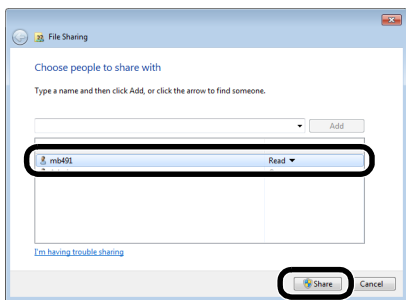 File Sharing
Choose people to share with
Type a name and then click Add, or click the arrow to find someone.
Add
mb491 Read
I'm having trouble sharing
Share Cancel